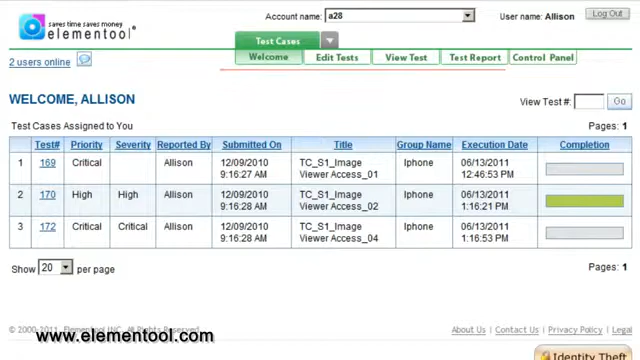 saves time saves money
elementool
Account name: a28
User name: Allison
Log Out
2 users online
Test Cases
Welcome Edit Tests View Test Test Report Control Panel
WELCOME, ALLISON
View Test #: Go
Test Cases Assigned to You
Pages: 1
Test# Priority Severity Reported By Submitted On Title Group Name Execution Date Completion
1 169 Critical Allison 12/09/2010 TC_S1_Image Iphone 06/13/2011
9:16:27 AM Viewer Access_01 12:46:53 PM
2 170 High High Allison 12/09/2010 TC_S1_Image Iphone 06/13/2011
9:16:28 AM Viewer Access_02 1:16:21 PM
3 172 Critical Critical Allison 12/09/2010 TC_S1_Image Iphone 06/13/2011
9:16:28 AM Viewer Access_04 1:16:53 PM
Show 20 per page
Pages: 1
© 2000-2011 Elementool INC. All Rights Reserved.
About Us | Contact Us | Privacy Policy | Legal
www.elementool.com
Identity Theft